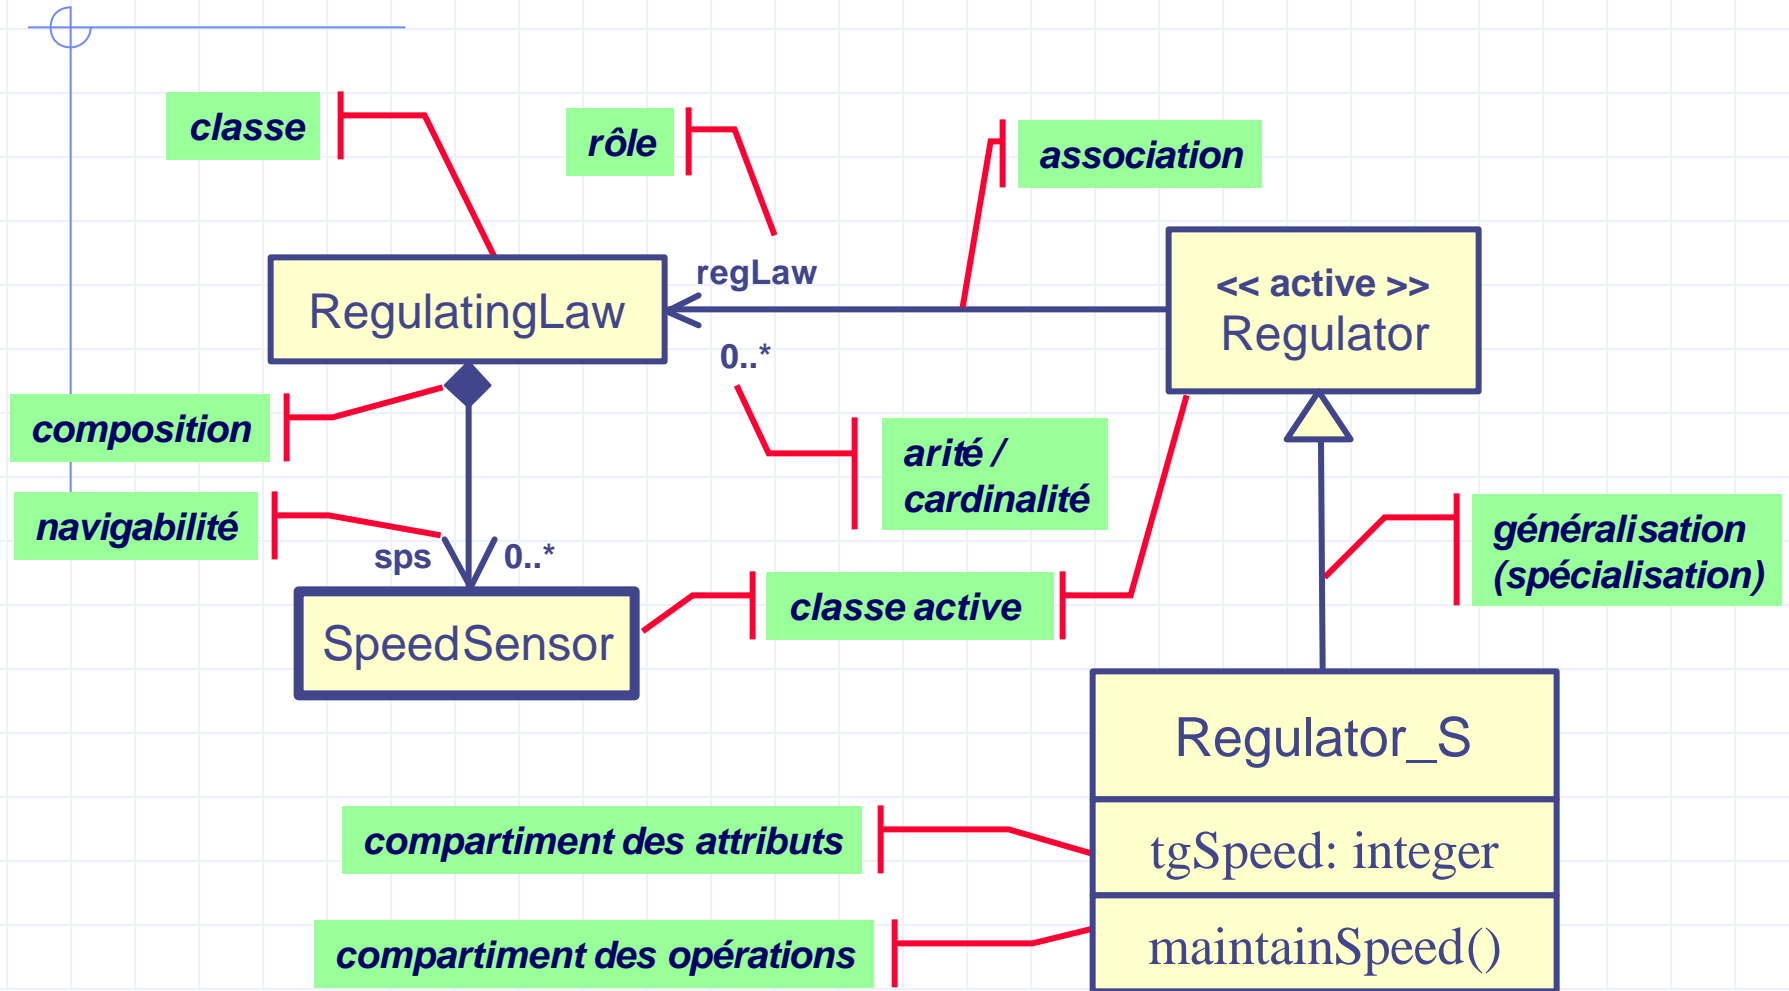 classe
rôle
association
regLaw
<< active >>
RegulatingLaw
Regulator
0..*
composition
arité /
cardinalité
navigabilité
sps
0..*
généralisation
(spécialisation)
classe active
SpeedSensor
Regulator_S
compartiment des attributs
tgSpeed: integer
compartiment des opérations
maintainSpeed()